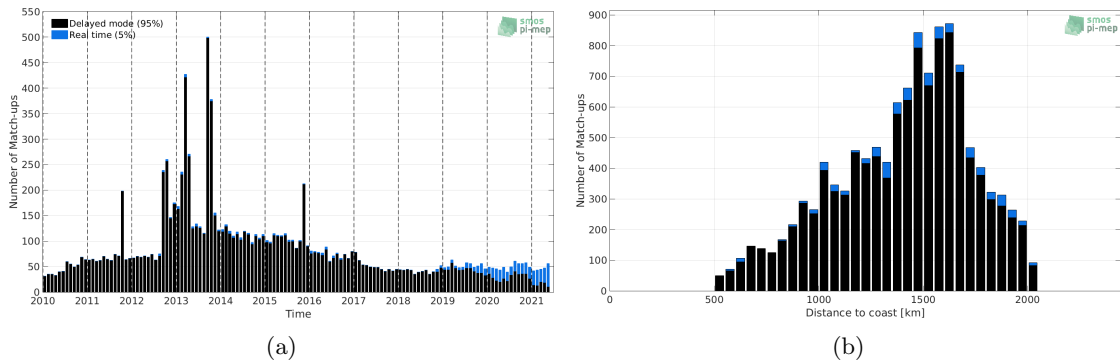 Delayed mode (95%)
Real time (5%)
smos
pi-mep
Number of Match-ups
550
500
450
400
350
300
250
200
150
100
50
0
2010 2011 2012 2013 2014 2015 2016 2017 2018 2019 2020 2021
Time
(a)
smos
pi-mep
Number of Match-ups
900
800
700
600
500
400
300
200
100
0
0 500 1000 1500 2000
Distance to coast [km]
(b)